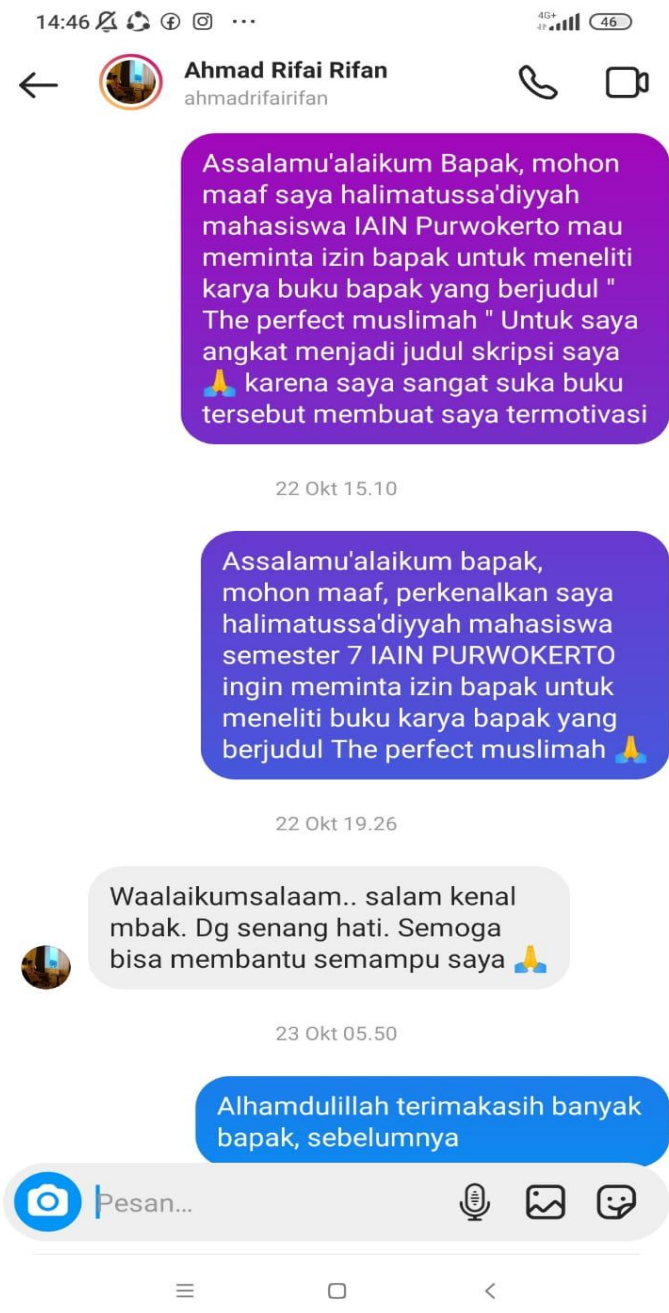 14:46
4G+
46
Ahmad Rifai Rifan
ahmadrifairifan
Assalamu'alaikum Bapak, mohon
maaf saya halimatussa'diyyah
mahasiswa IAIN Purwokerto mau
meminta izin bapak untuk meneliti
karya buku bapak yang berjudul "
The perfect muslimah " Untuk saya
angkat menjadi judul skripsi saya
🙏 karena saya sangat suka buku
tersebut membuat saya termotivasi
22 Okt 15.10
Assalamu'alaikum bapak,
mohon maaf, perkenalkan saya
halimatussa'diyyah mahasiswa
semester 7 IAIN PURWOKERTO
ingin meminta izin bapak untuk
meneliti buku karya bapak yang
berjudul The perfect muslimah 🙏
22 Okt 19.26
Waalaikumsalaam.. salam kenal
mbak. Dg senang hati. Semoga
bisa membantu semampu saya 🙏
23 Okt 05.50
Alhamdulillah terimakasih banyak
bapak, sebelumnya
Pesan...